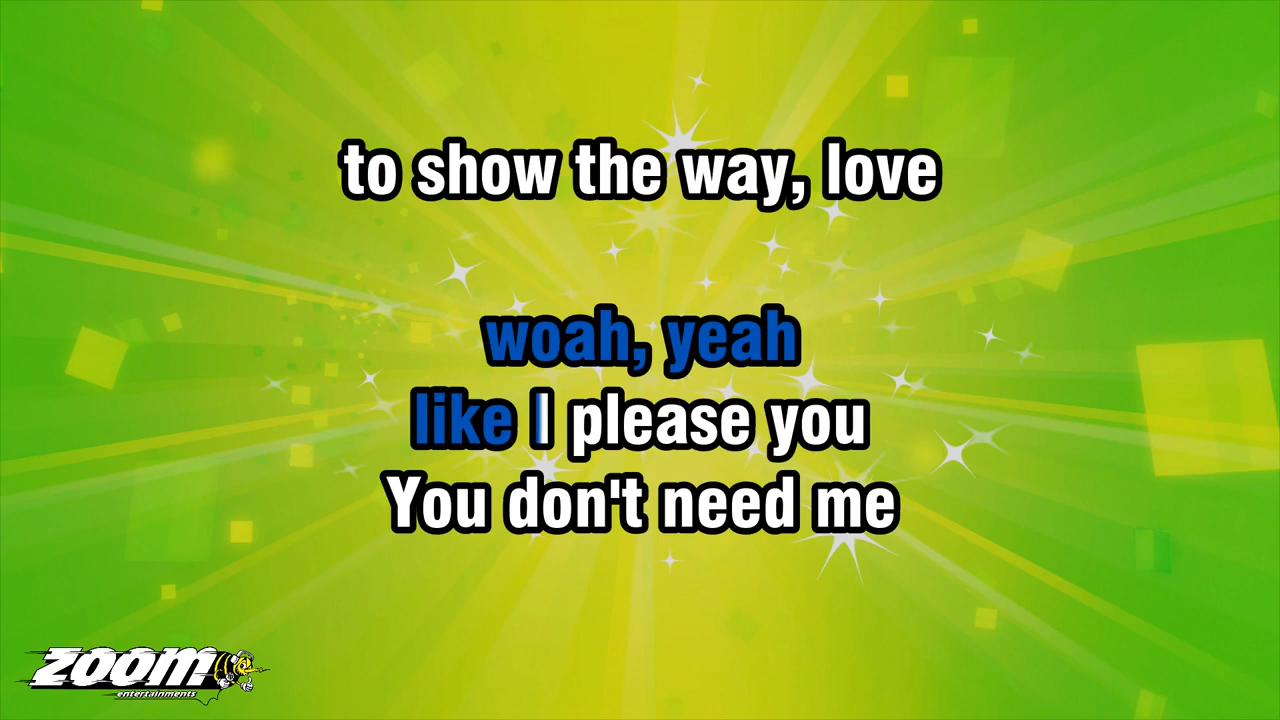 to show the way, love
woah, yeah
like I please you
You don't need me
zoom
entertainments